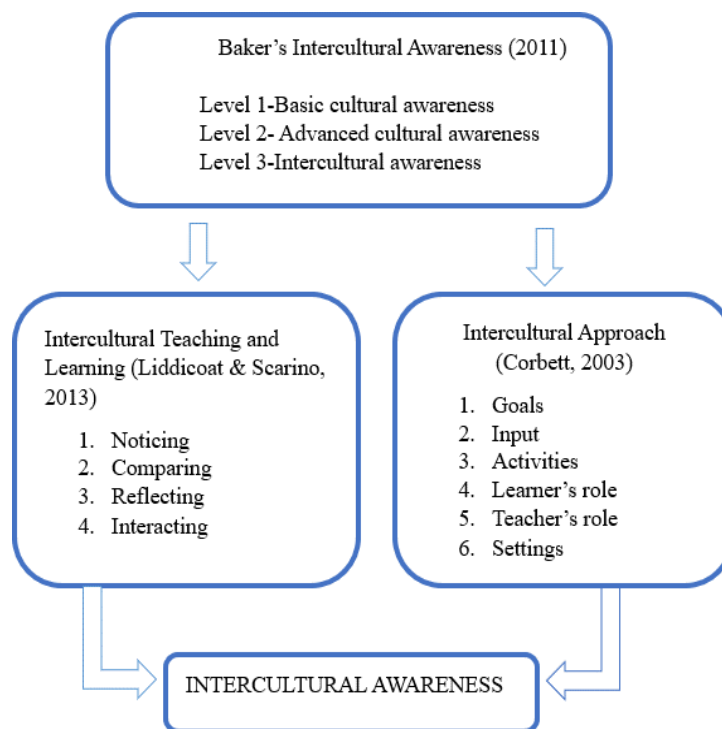 Baker’s Intercultural Awareness (2011)
Level 1-Basic cultural awareness
Level 2- Advanced cultural awareness
Level 3-Intercultural awareness
Intercultural Teaching and
Learning (Liddicoat & Scarino,
2013)
1. Noticing
2. Comparing
3. Reflecting
4. Interacting
Intercultural Approach
(Corbett, 2003)
1. Goals
2. Input
3. Activities
4. Learner’s role
5. Teacher’s role
6. Settings
INTERCULTURAL AWARENESS